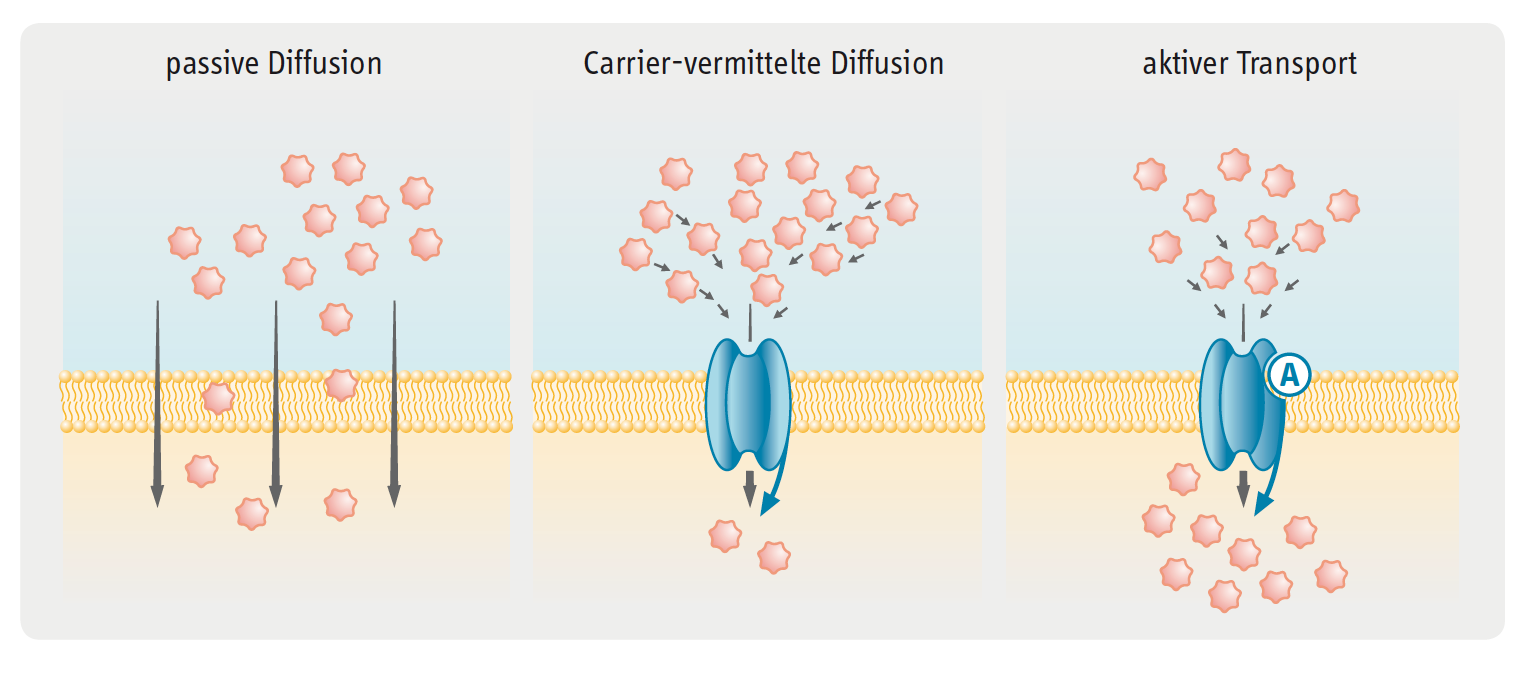 passive Diffusion
Carrier-vermittelte Diffusion
aktiver Transport
A